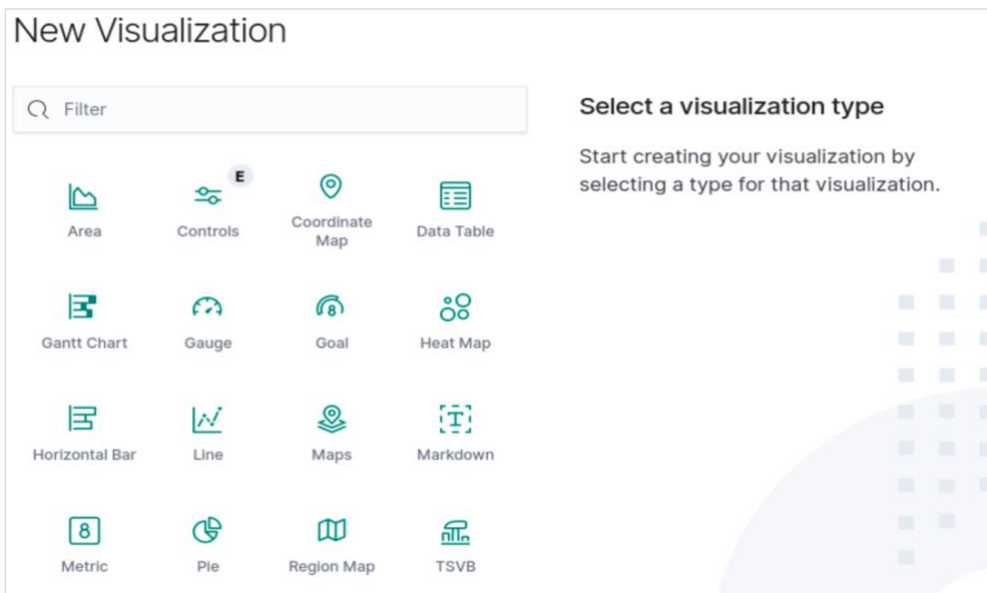 New Visualization
Filter
Select a visualization type
Start creating your visualization by
selecting a type for that visualization.
E
Area
Controls
Coordinate
Map
Data Table
Gantt Chart
8
Gauge
Goal
Heat Map
Horizontal Bar
Line
Maps
T
Markdown
8
Metric
Pie
Region Map
TSVB